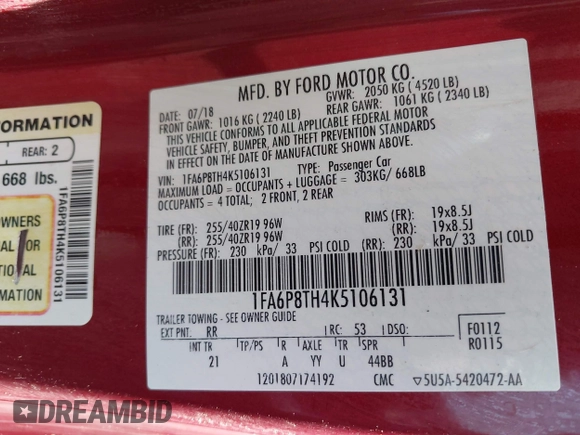 FORMATION
REAR: 2
668 lbs.
OWNERS
AL FOR
TIONAL
MATION
1FA6P8TH4K5106131
MFD. BY FORD MOTOR CO.
DATE: 07/18 GVWR: 2050 KG ( 4520 LB)
FRONT GAWR: 1016 KG ( 2240 LB) REAR GAWR: 1061 KG ( 2340 LB)
THIS VEHICLE CONFORMS TO ALL APPLICABLE FEDERAL MOTOR
VEHICLE SAFETY, BUMPER, AND THEFT PREVENTION STANDARDS
IN EFFECT ON THE DATE OF MANUFACTURE SHOWN ABOVE.
VIN: 1FA6P8TH4K5106131 TYPE: Passenger Car
MAXIMUM LOAD = OCCUPANTS + LUGGAGE = 303KG/ 668LB
OCCUPANTS = 4 TOTAL; 2 FRONT, 2 REAR
TIRE (FR): 255/40ZR19 96W RIMS (FR): 19x8.5J
(RR): 255/40ZR19 96W (RR): 19x8.5J
PRESSURE (FR): 230 kPa/ 33 PSI COLD (RR): 230 kPa/ 33 PSI COLD
1FA6P8TH4K5106131
TRAILER TOWING - SEE OWNER GUIDE
EXT PNT: RR RC: 53 DSO: F0112
INT TR TP/PS R AXLE TR SPR R0115
21 A YY U 44BB
1201807174192 CMC ▽5U5A-5420472-AA
DREAMBID